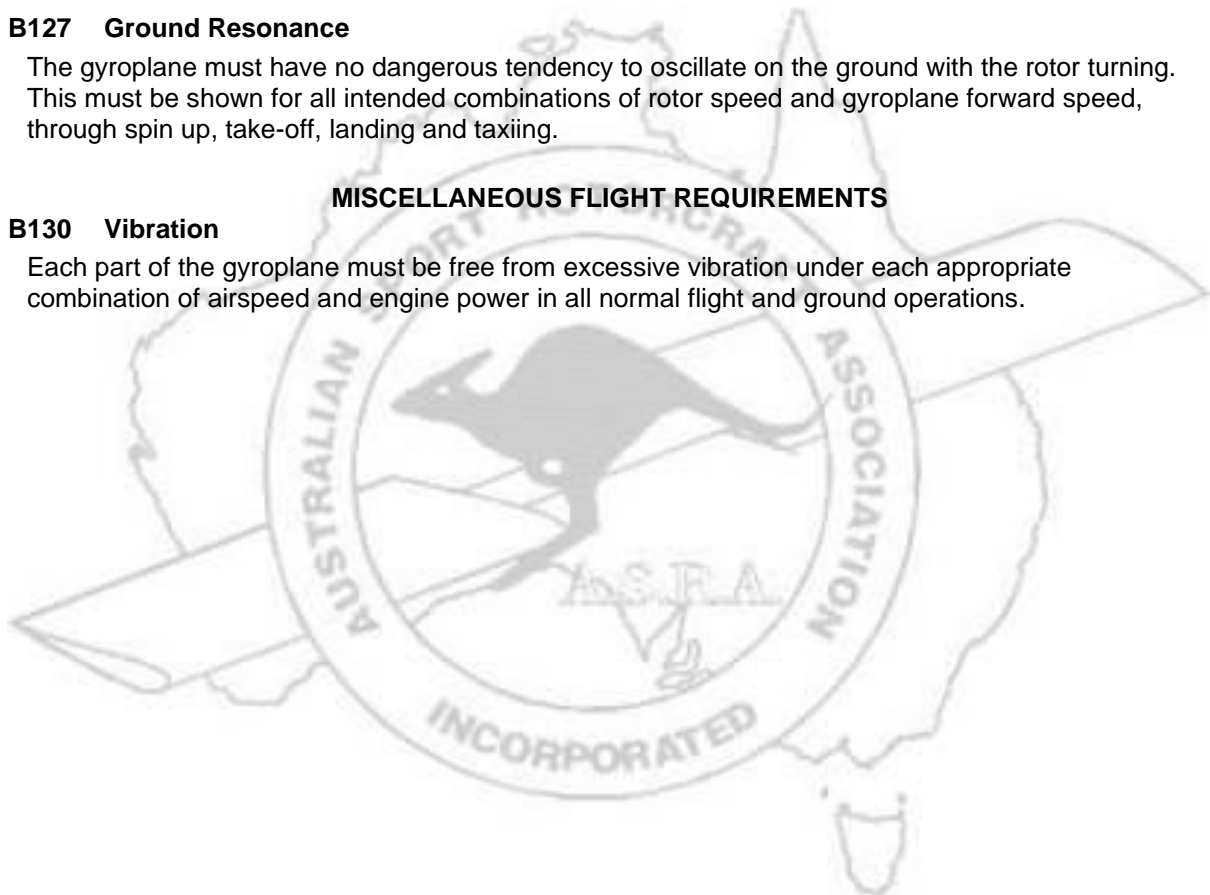 B127 Ground Resonance
The gyroplane must have no dangerous tendency to oscillate on the ground with the rotor turning.
This must be shown for all intended combinations of rotor speed and gyroplane forward speed,
through spin up, take-off, landing and taxiing.
MISCELLANEOUS FLIGHT REQUIREMENTS
B130 Vibration
Each part of the gyroplane must be free from excessive vibration under each appropriate
combination of airspeed and engine power in all normal flight and ground operations.
AUSTRALIAN SPORT ROTORCRAFT ASSOCIATION
A.S.R.A.
INCORPORATED